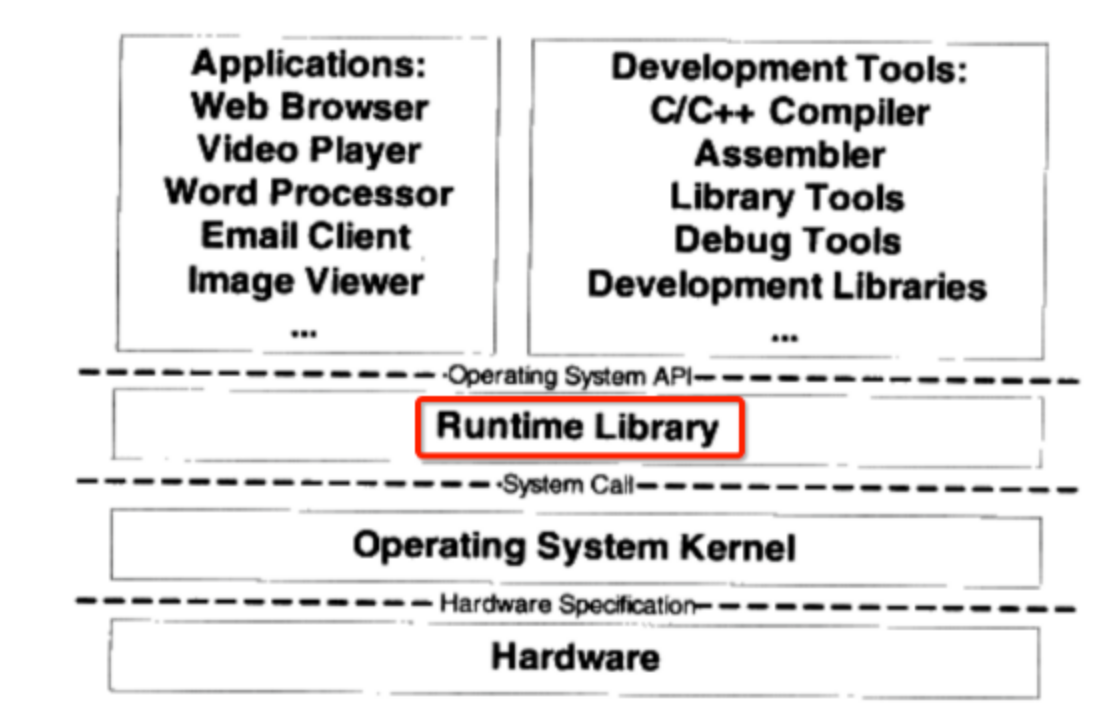 Applications:
Web Browser
Video Player
Word Processor
Email Client
Image Viewer
...
Development Tools:
C/C++ Compiler
Assembler
Library Tools
Debug Tools
Development Libraries
...
Operating System API
Runtime Library
System Call
Operating System Kernel
Hardware Specification
Hardware